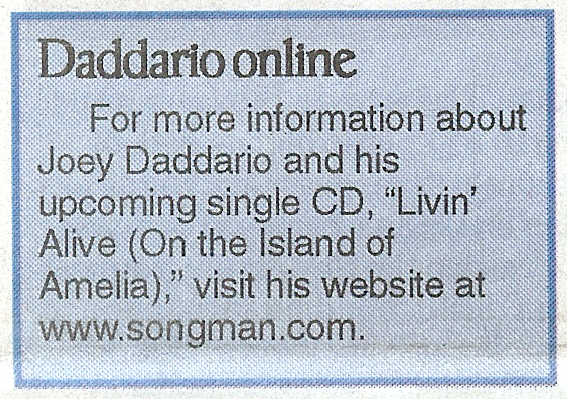 Daddario online
For more information about
Joey Daddario and his
upcoming single CD, “Livin’
Alive (On the Island of
Amelia),” visit his website at
www.songman.com.